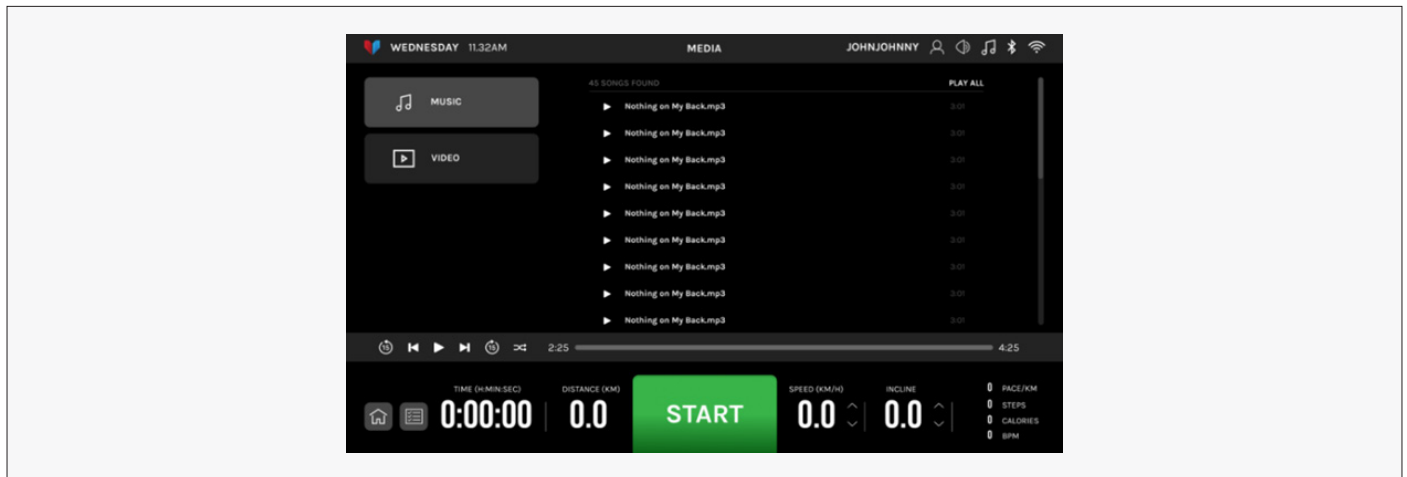 WEDNESDAY 11.32AM MEDIA JOHNJOHNNY
MUSIC
VIDEO
45 SONGS FOUND PLAY ALL
Nothing on My Back.mp3 3:01
Nothing on My Back.mp3 3:01
Nothing on My Back.mp3 3:01
Nothing on My Back.mp3 3:01
Nothing on My Back.mp3 3:01
Nothing on My Back.mp3 3:01
Nothing on My Back.mp3 3:01
Nothing on My Back.mp3 3:01
Nothing on My Back.mp3 3:01
15 15 2:25 4:25
TIME (H:MIN:SEC) DISTANCE (KM) SPEED (KM/H) INCLINE
0:00:00 0.0 START 0.0 0.0
0 PACE/KM
0 STEPS
0 CALORIES
0 BPM